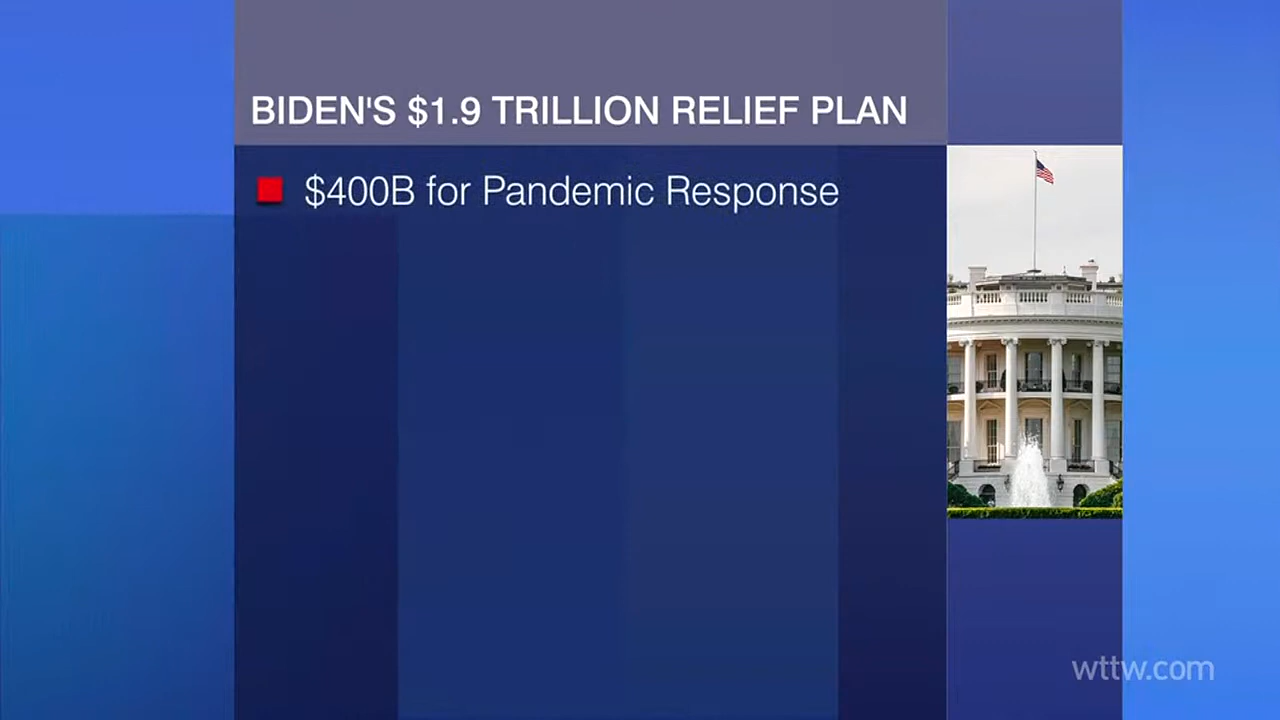 BIDEN'S $1.9 TRILLION RELIEF PLAN
$400B for Pandemic Response
wttw.com